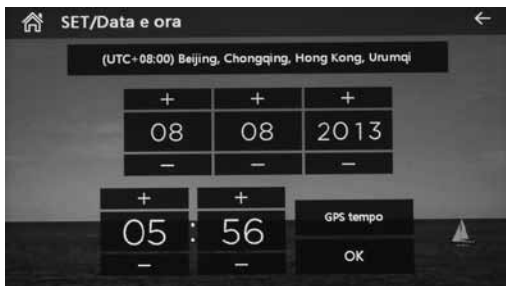 SET/Data e ora
(UTC+08:00) Beijing, Chongqing, Hong Kong, Urumqi
+ + +
08 08 2013
− − −
+ +
05 : 56
GPS tempo
− −
OK